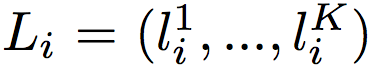 $L_i = (l_i^1, ..., l_i^K)$